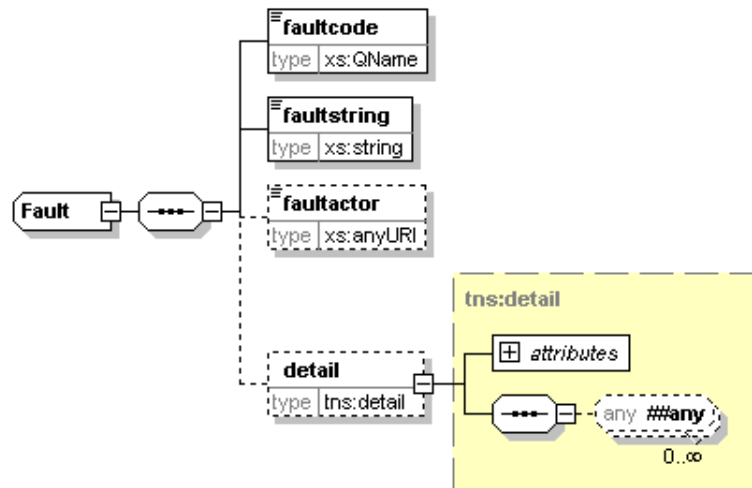 faultcode
type xs:QName
faultstring
type xs:string
Fault
faultactor
type xs:anyURI
tns:detail
attributes
detail
type tns:detail
any ##any
0..∞